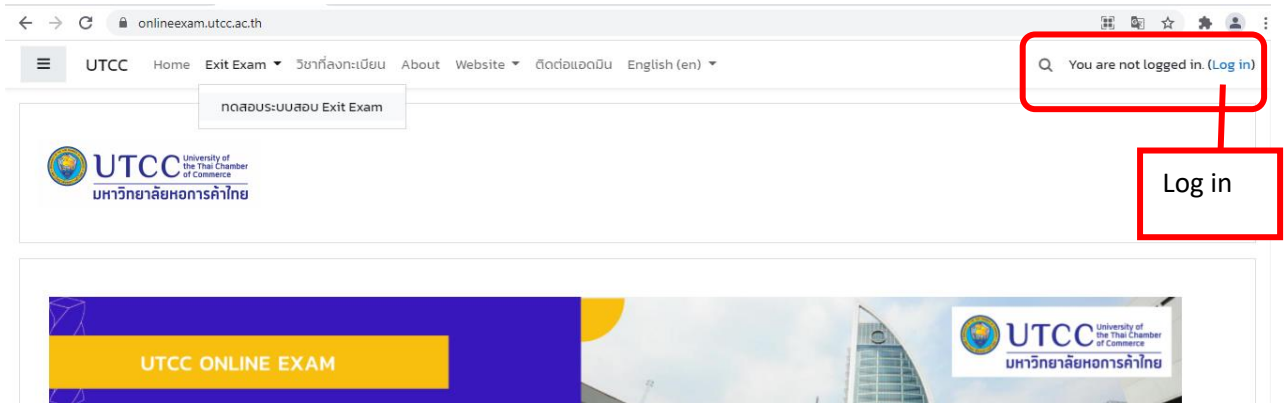 onlineexam.utcc.ac.th
UTCC Home Exit Exam วิชาที่ลงทะเบียน About Website ติดต่อแอดมิน English (en) You are not logged in. (Log in)
ทดสอบระบบสอบ Exit Exam
UTCC University of the Thai Chamber of Commerce
มหาวิทยาลัยหอการค้าไทย
Log in
UTCC ONLINE EXAM
UTCC University of the Thai Chamber of Commerce
มหาวิทยาลัยหอการค้าไทย